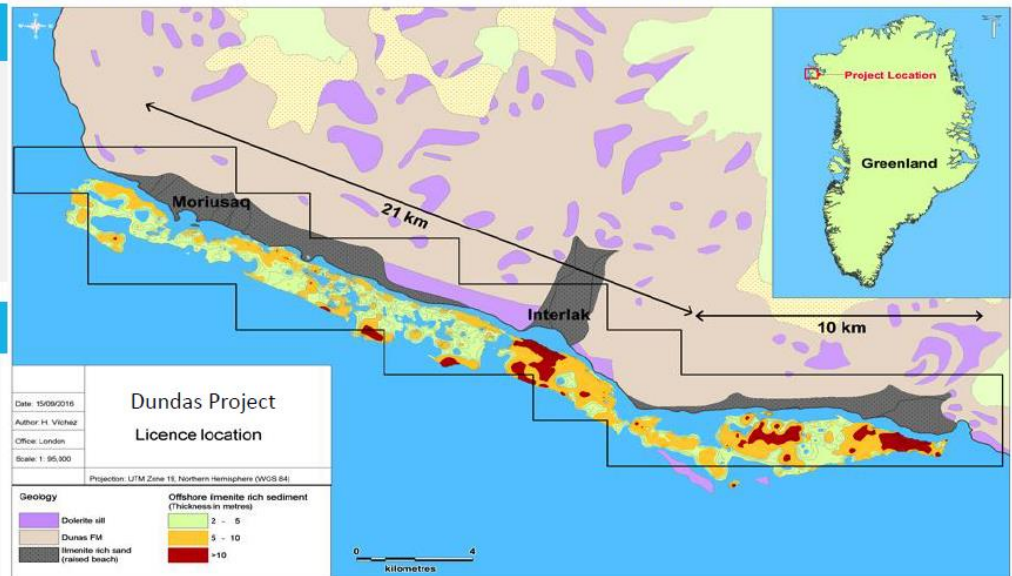 Project Location
Greenland
Moriusaq
21 km
Interlak
10 km
Date: 15/09/2016
Author: H. Vilchez
Office: London
Scale: 1: 95,000
Dundas Project
Licence location
Projection: UTM Zone 19, Northern Hemisphere (WGS 84)
Geology
Dolerite sill
Dunas FM
Ilmenite rich sand
(raised beach)
Offshore ilmenite rich sediment
(Thickness in metres)
2 - 5
5 - 10
>10
0 4
kilometres